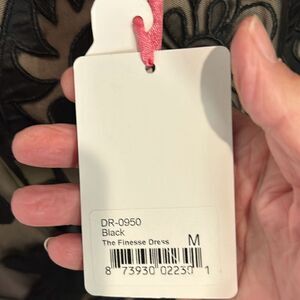 DR-0950
Black
The Finesse Dress M
8 73930 02230 1